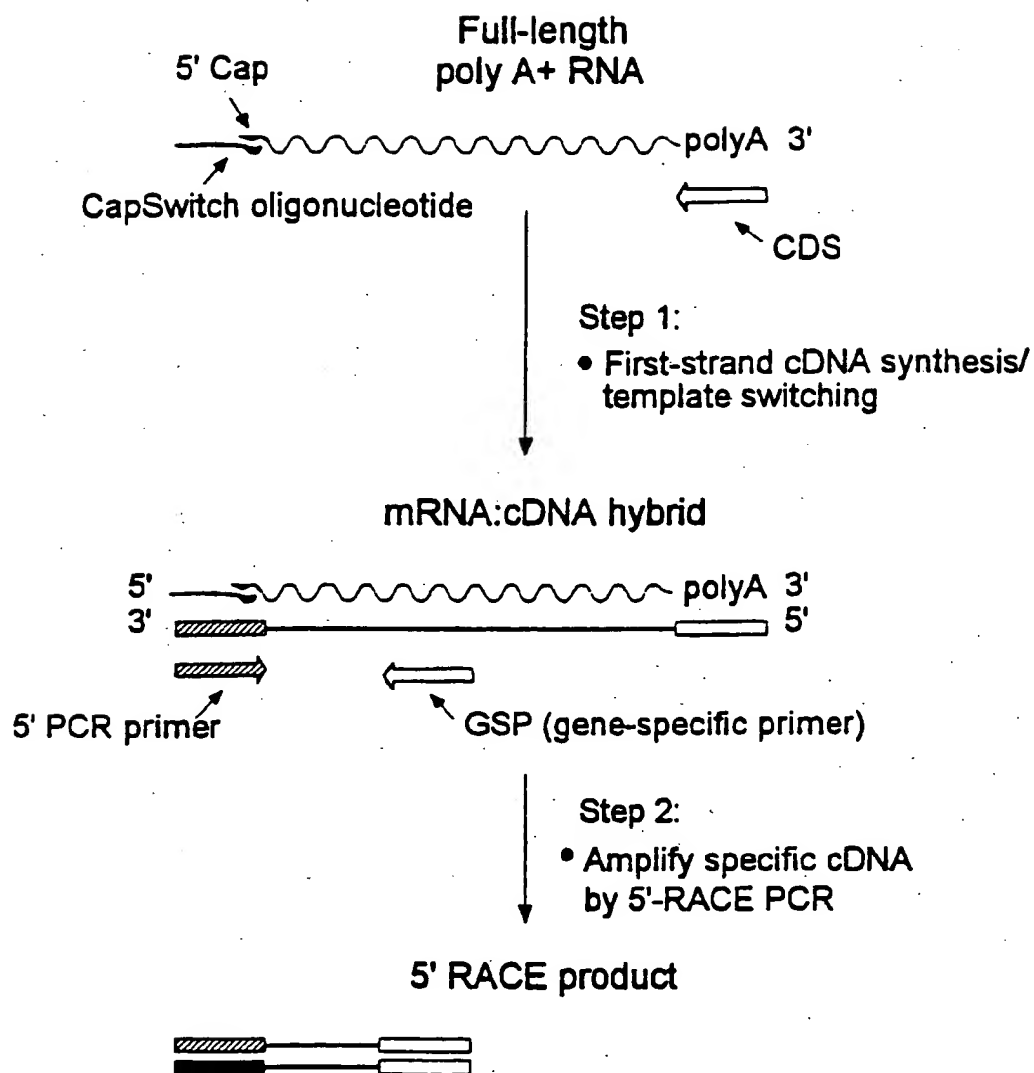 Full-length
poly A+ RNA
5' Cap
polyA 3'
CapSwitch oligonucleotide
CDS
Step 1:
• First-strand cDNA synthesis/
template switching
mRNA:cDNA hybrid
5'
polyA 3'
3'
5'
5' PCR primer
GSP (gene-specific primer)
Step 2:
• Amplify specific cDNA
by 5'-RACE PCR
5' RACE product